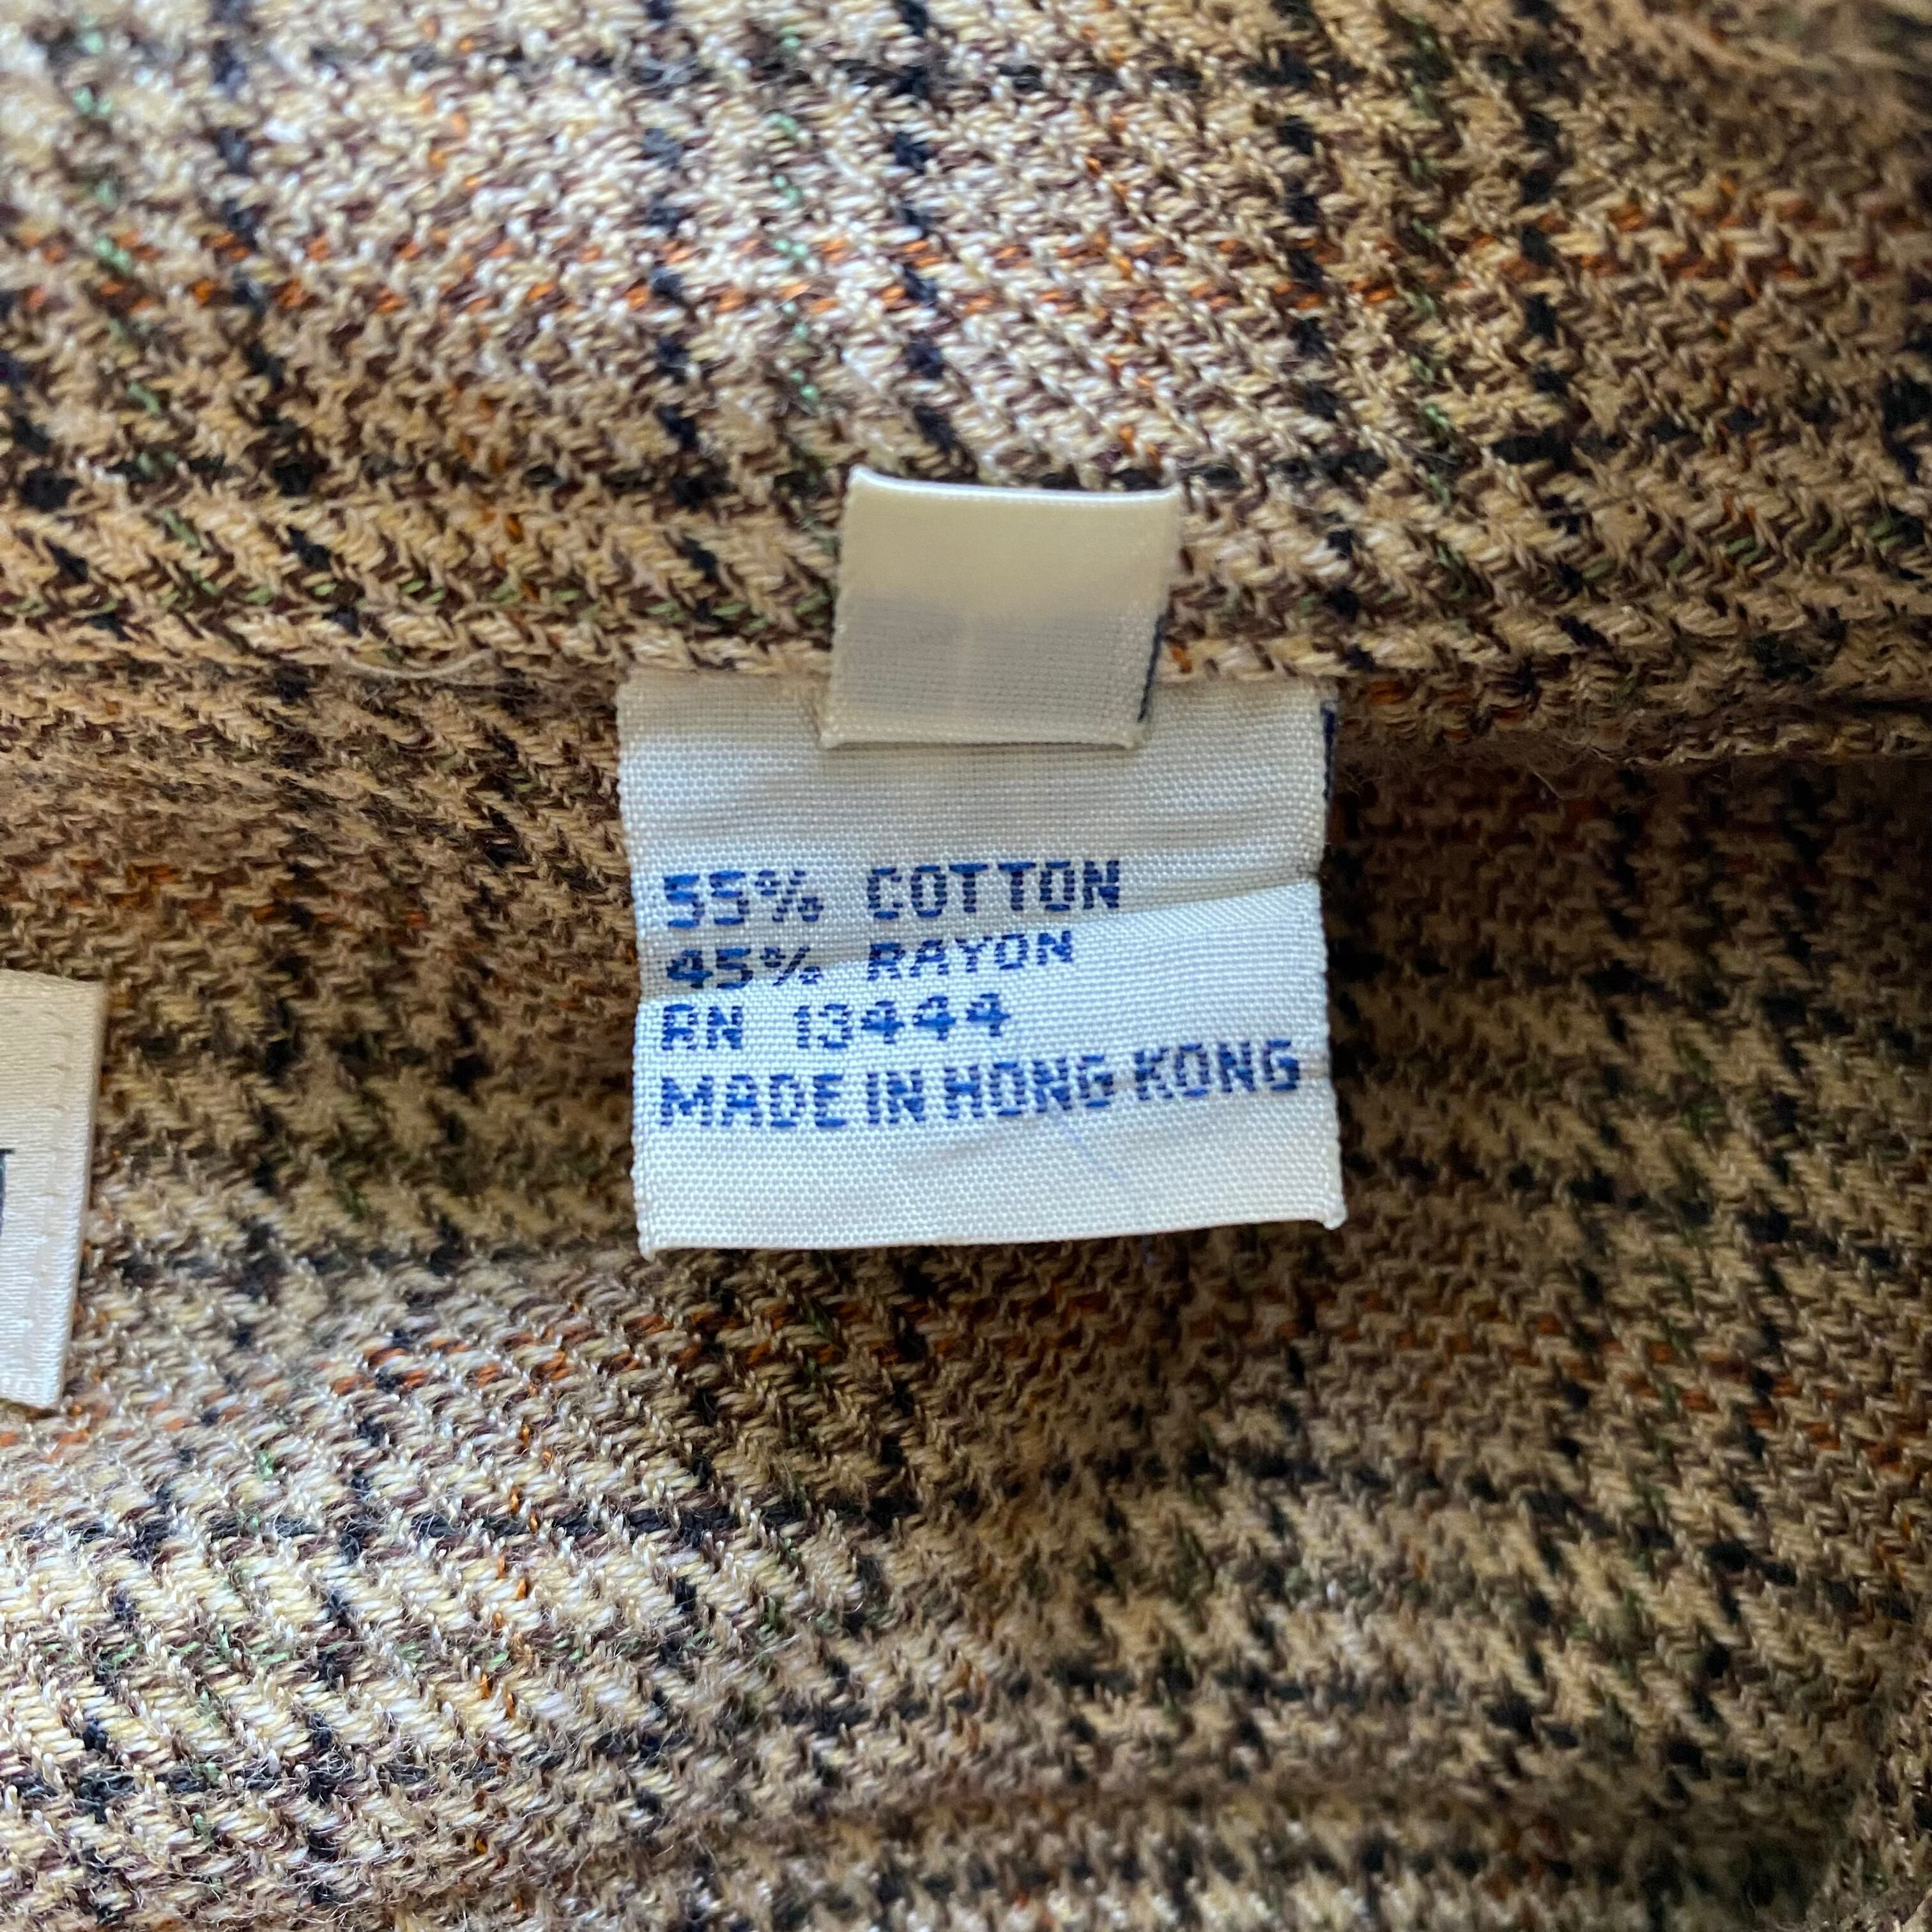 55% COTTON
45% RAYON
RN 13444
MADE IN HONG KONG